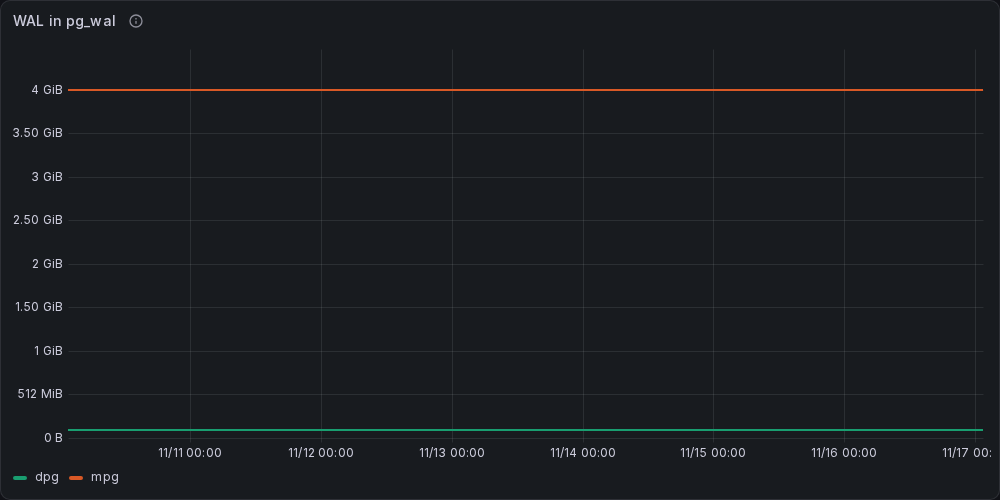 WAL in pg_wal
4 GiB
3.50 GiB
3 GiB
2.50 GiB
2 GiB
1.50 GiB
1 GiB
512 MiB
0 B
11/11 00:00 11/12 00:00 11/13 00:00 11/14 00:00 11/15 00:00 11/16 00:00 11/17 00:
dpg mpg